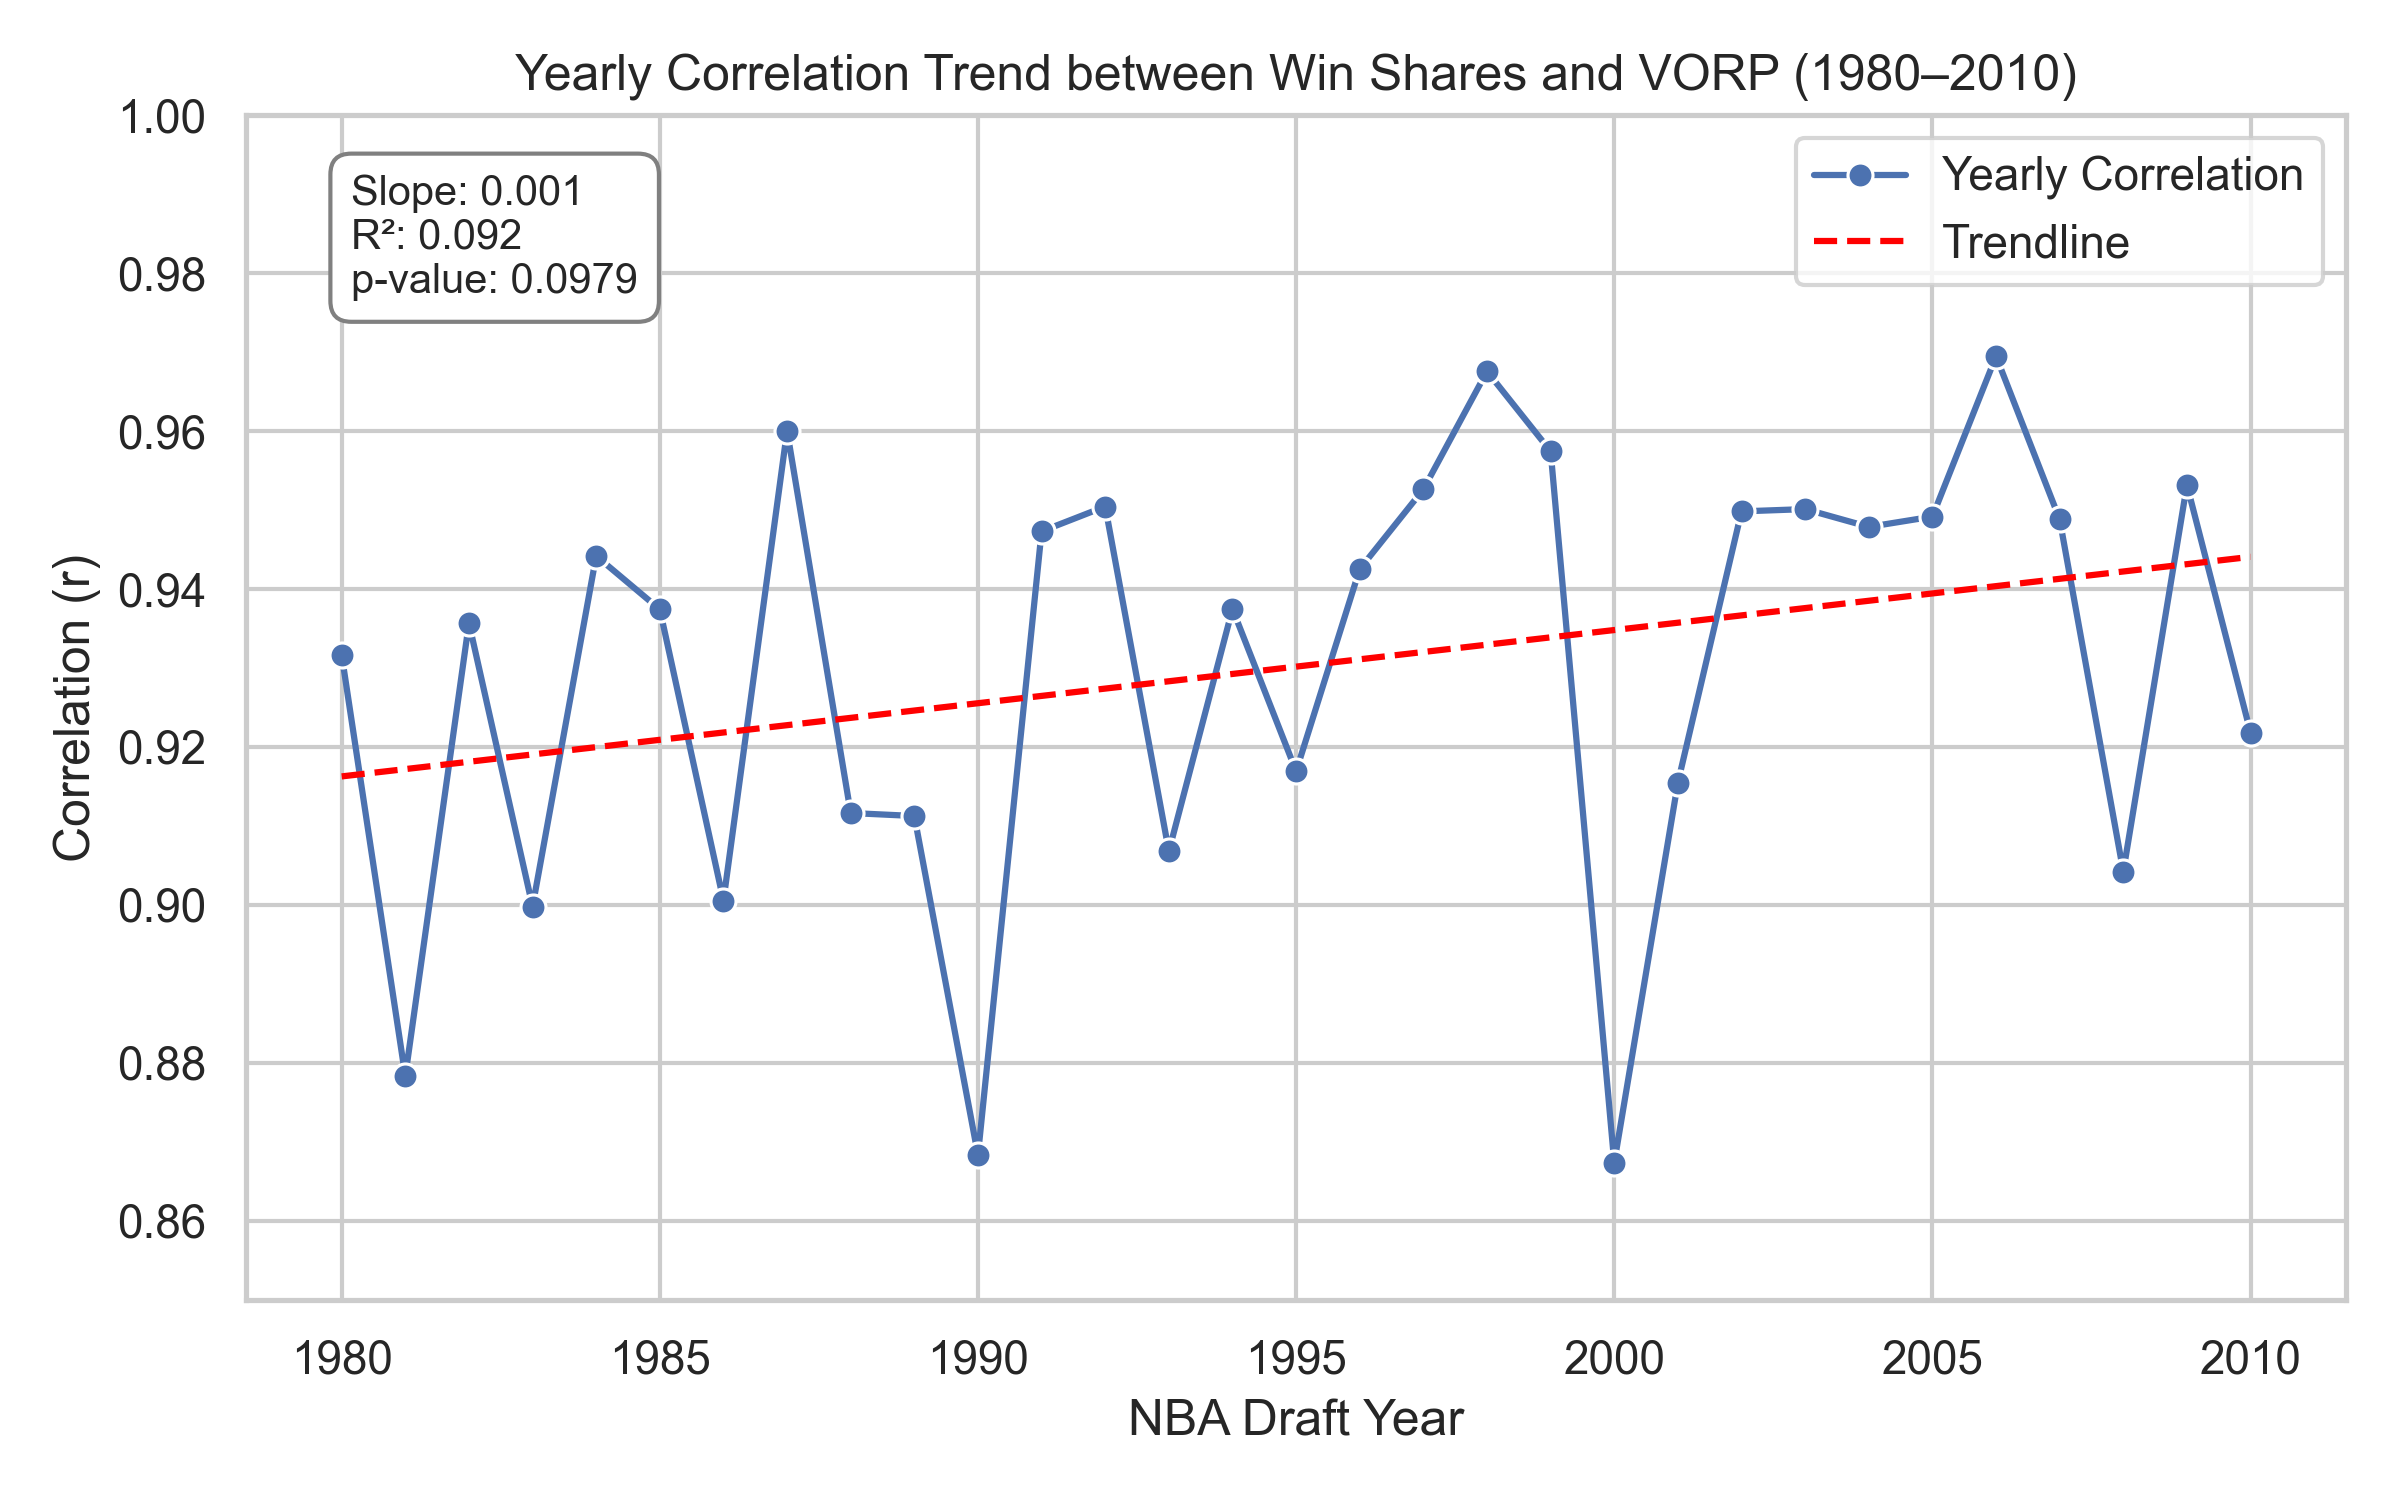 Yearly Correlation Trend between Win Shares and VORP (1980–2010)
1.00
0.98
0.96
0.94
0.92
0.90
0.88
0.86
Correlation (r)
Slope: 0.001
R²: 0.092
p-value: 0.0979
Yearly Correlation
Trendline
1980
1985
1990
1995
2000
2005
2010
NBA Draft Year